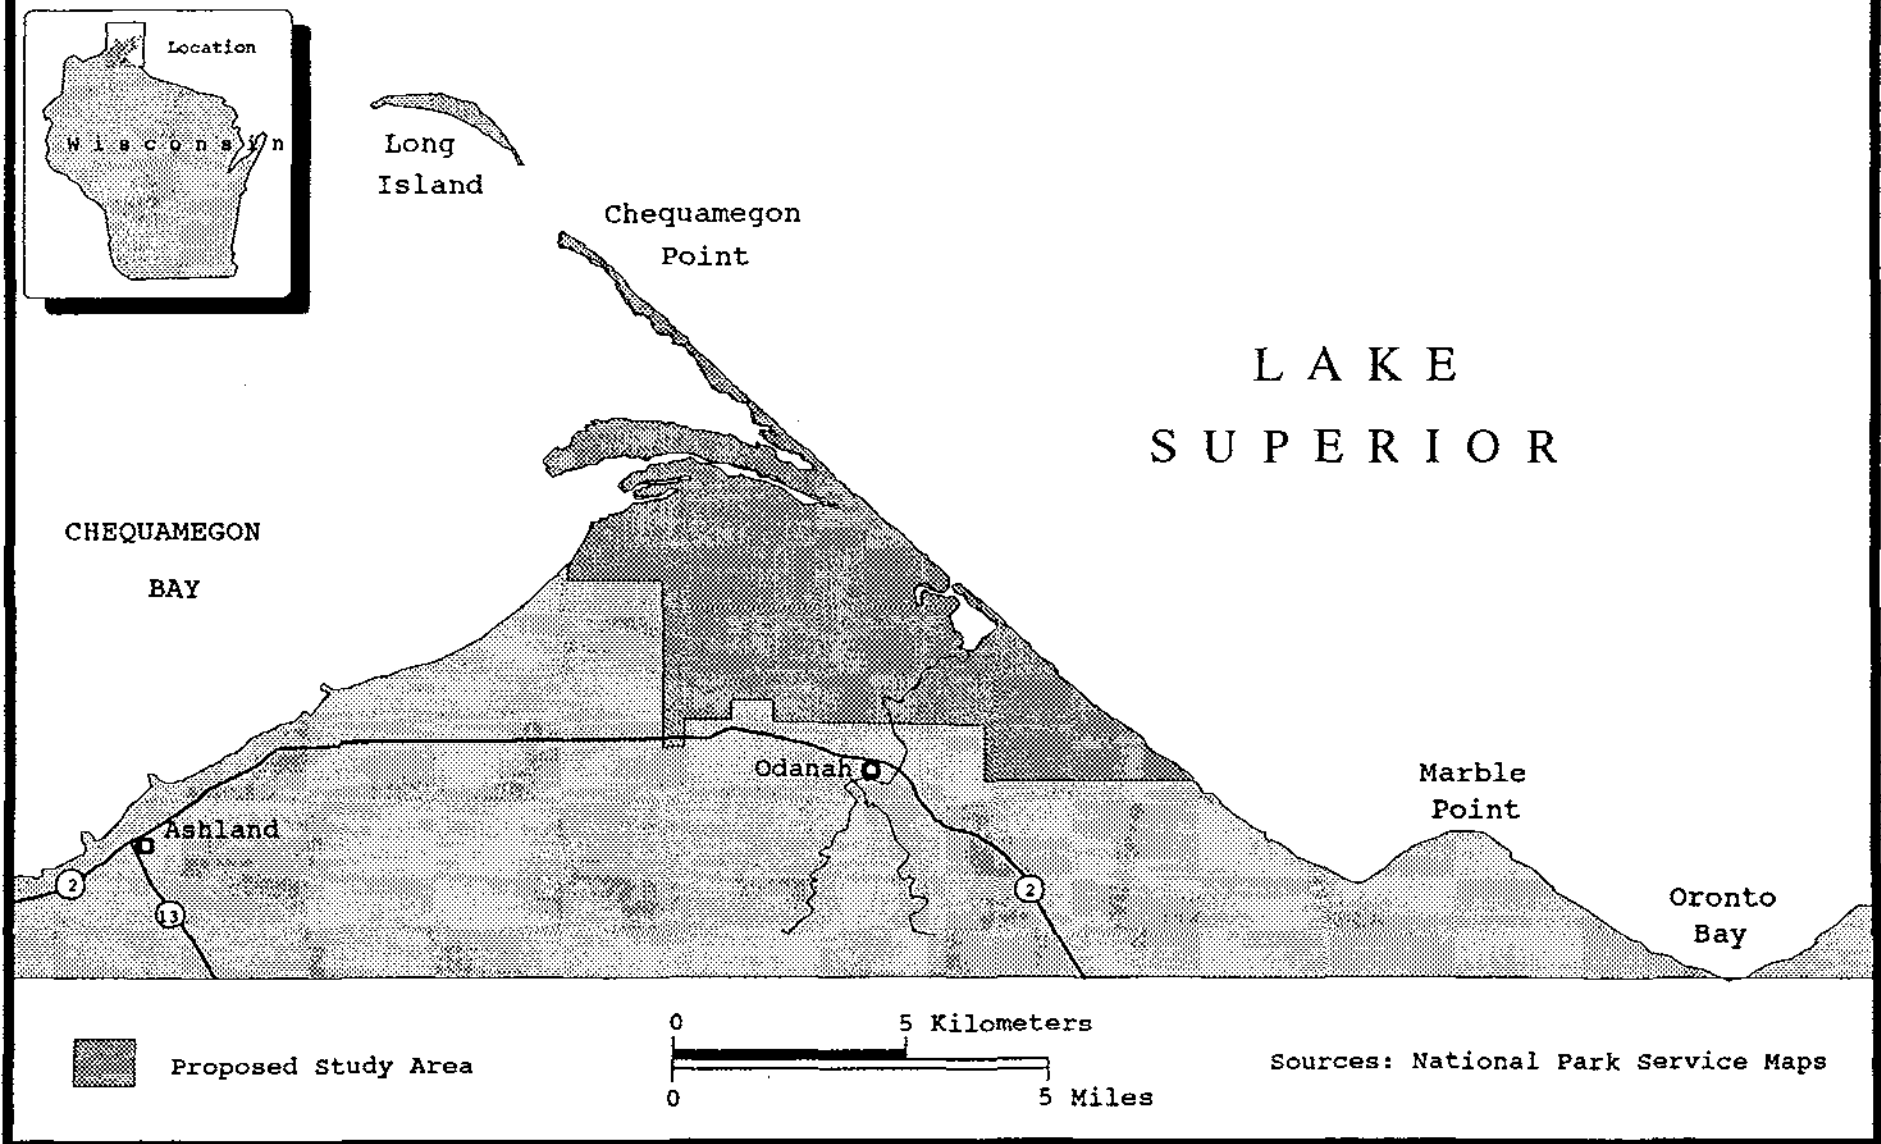 Location
Wisconsin
Long
Island
Chequamegon
Point
LAKE
SUPERIOR
CHEQUAMEGON
BAY
Odanah
Marble
Point
Ashland
2
13
2
Oronto
Bay
0 5 Kilometers
Proposed Study Area
Sources: National Park Service Maps
0 5 Miles